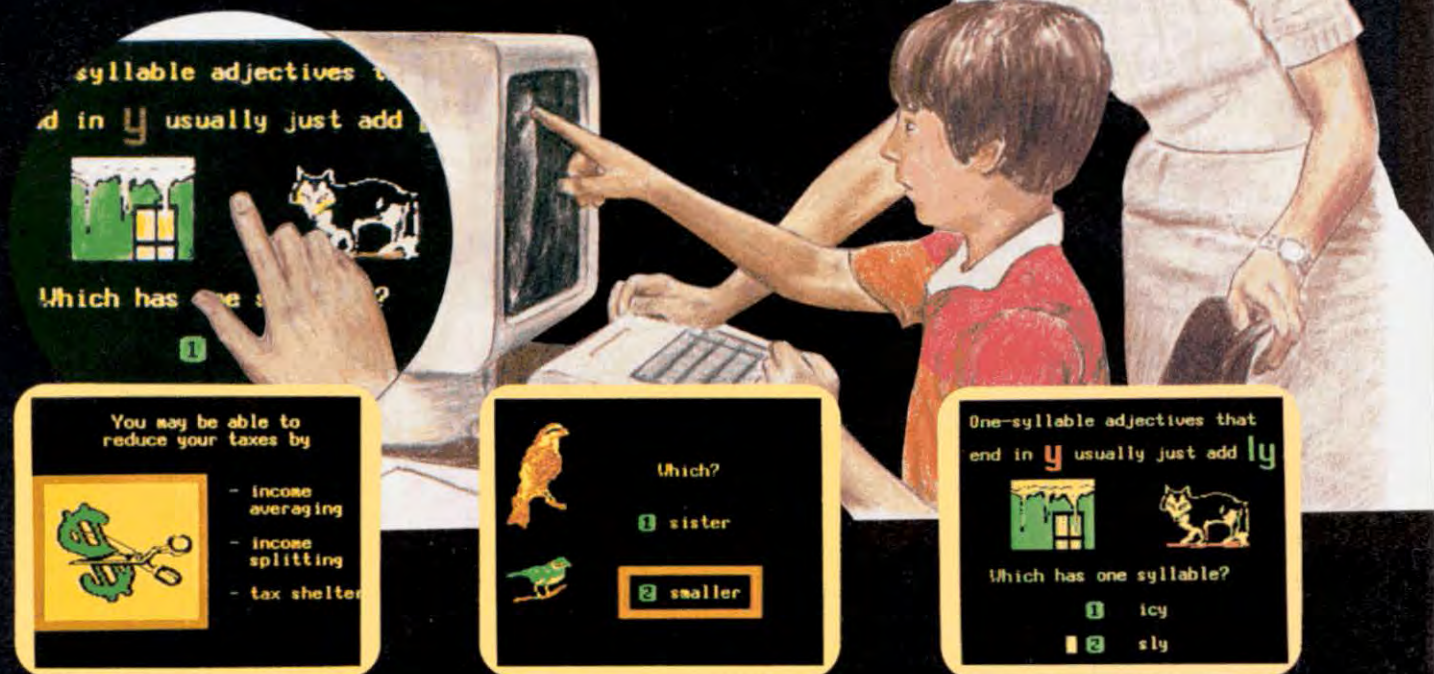 syllable adjectives
in y usually just add
Which has ?
1
You may be able to
reduce your taxes by
- income
averaging
- income
splitting
- tax shelter
Which?
1 sister
2 smaller
One-syllable adjectives that
end in y usually just add ly
Which has one syllable?
1 icy
2 sly